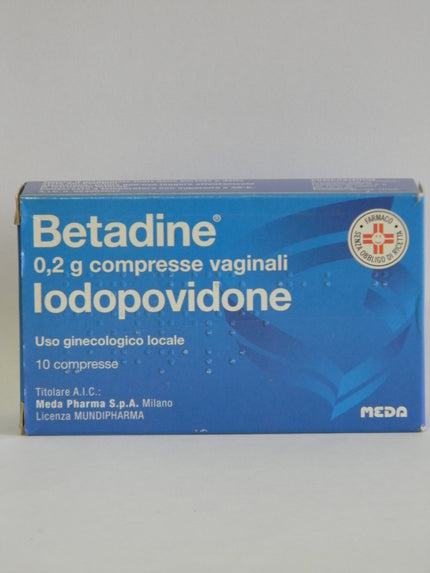 Betadine®
0,2 g compresse vaginali
Iodopovidone
Uso ginecologico locale
10 compresse
Titolare A.I.C.:
Meda Pharma S.p.A. Milano
Licenza MUNDIPHARMA
FARMACO
SENZA OBBLIGO DI RICETTA
MEDA